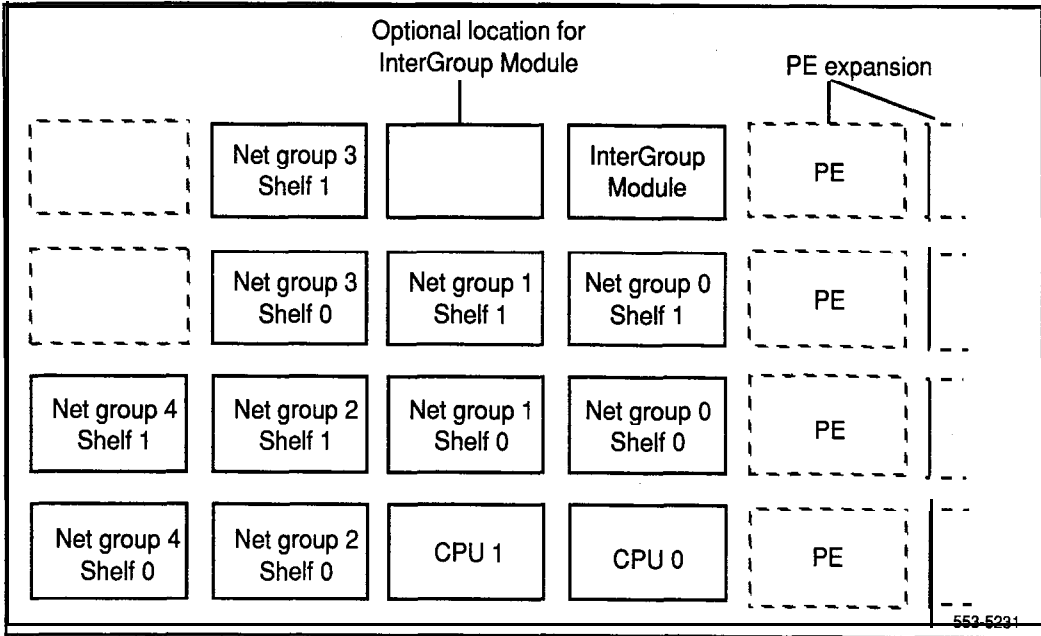 Optional location for
InterGroup Module
PE expansion
Net group 3
Shelf 1
InterGroup
Module
PE
Net group 3
Shelf 0
Net group 1
Shelf 1
Net group 0
Shelf 1
PE
Net group 4
Shelf 1
Net group 2
Shelf 1
Net group 1
Shelf 0
Net group 0
Shelf 0
PE
Net group 4
Shelf 0
Net group 2
Shelf 0
CPU 1
CPU 0
PE
553-5231